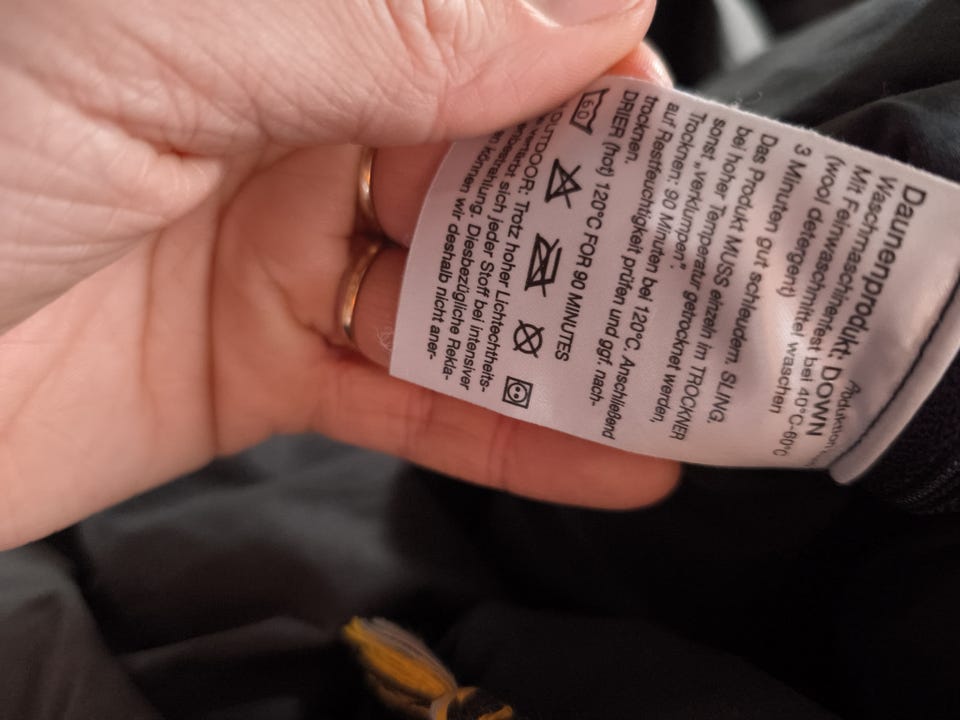 Produktion
Daunenprodukt: DOWN
Waschmaschinenfest bei 40°C-60°C
Mit Feinwaschmittel waschen
(wool detergent)
3 Minuten gut schleudern. SLING.
Das Produkt MUSS einzeln im TROCKNER
bei hoher Temperatur getrocknet werden,
sonst „verklumpen“.
Trocknen: 90 Minuten bei 120°C. Anschließend
auf Restfeuchtigkeit prüfen und ggf. nach-
trocknen.
DRIER (hot) 120°C FOR 90 MINUTES
60
OUTDOOR: Trotz hoher Lichtechtheits-
sich jeder Stoff bei intensiver
Diesbezügliche Rekla-
können wir deshalb nicht aner-